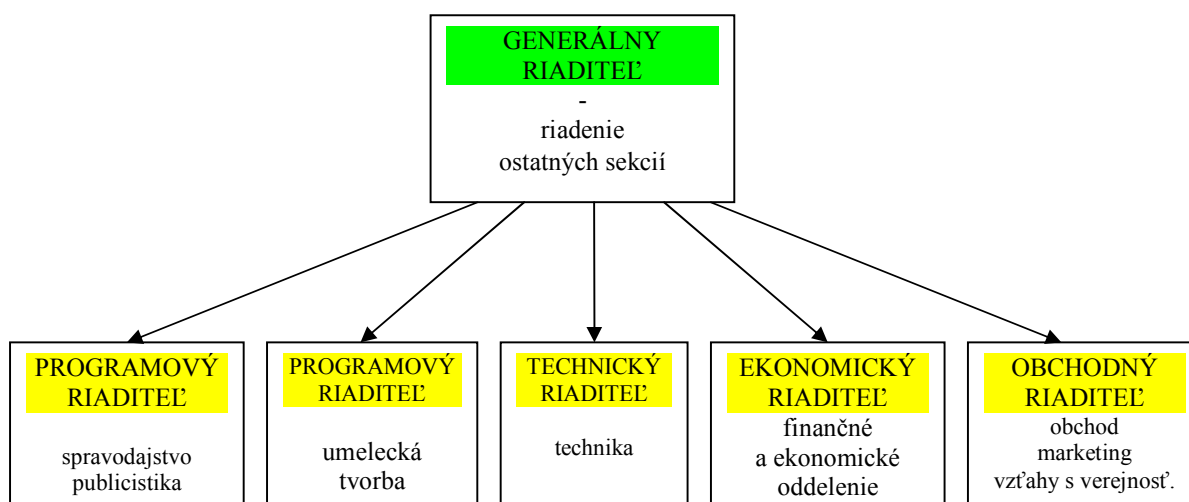 GENERÁLNY
RIADITEĽ
-
riadenie
ostatných sekcií
PROGRAMOVÝ
RIADITEĽ
spravodajstvo
publicistika
PROGRAMOVÝ
RIADITEĽ
umelecká
tvorba
TECHNICKÝ
RIADITEĽ
technika
EKONOMICKÝ
RIADITEĽ
finančné
a ekonomické
oddelenie
OBCHODNÝ
RIADITEĽ
obchod
marketing
vzťahy s verejnosť.